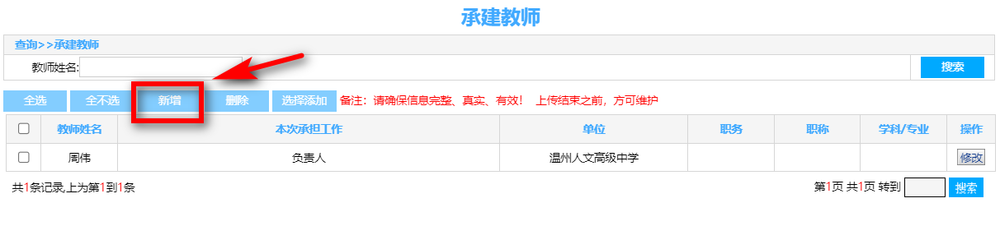 承建教师
查询>>承建教师
教师姓名: 搜索
全选 全不选 新增 删除 选择添加 备注：请确保信息完整、真实、有效！ 上传结束之前，方可维护
教师姓名 本次承担工作 单位 职务 职称 学科/专业 操作
周伟 负责人 温州人文高级中学 修改
共1条记录,上为第1到1条 第1页 共1页 转到 搜索